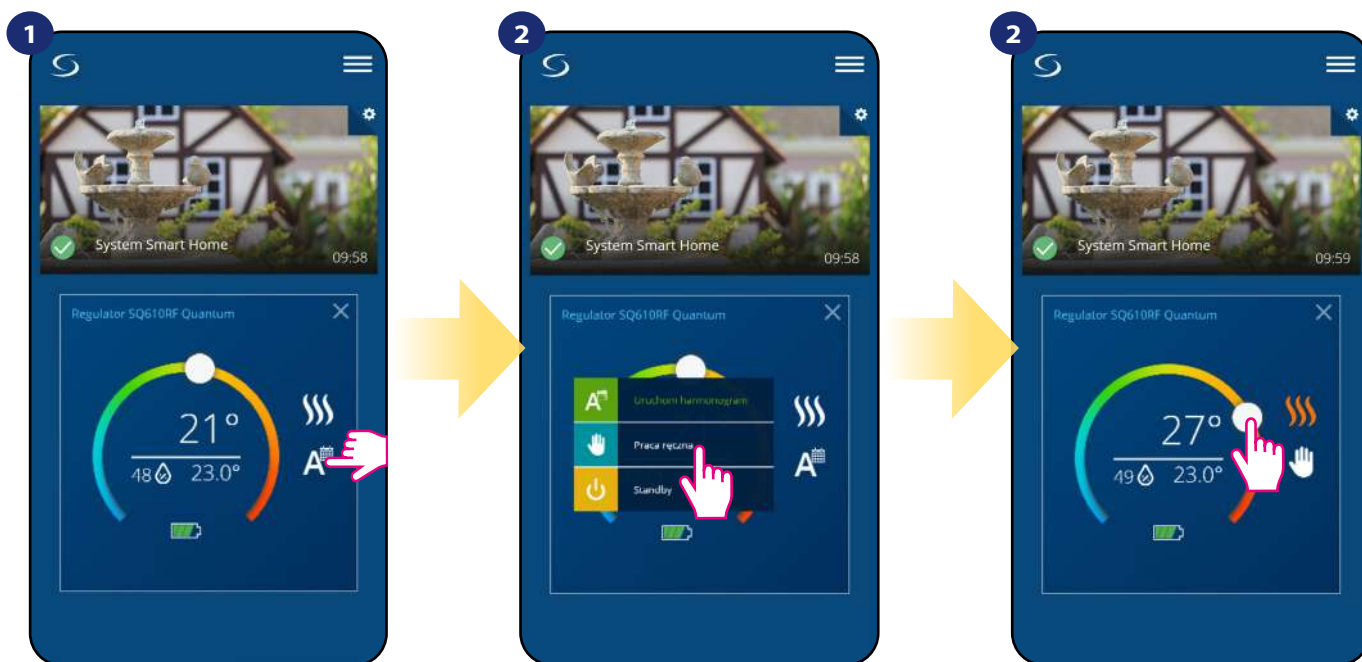 1
System Smart Home
09:58
Regulator SQ610RF Quantum
21°
48 23.0°
A
2
System Smart Home
09:58
Regulator SQ610RF Quantum
A Uruchom harmonogram
Praca ręczna
Standby
A
2
System Smart Home
09:59
Regulator SQ610RF Quantum
27°
49 23.0°